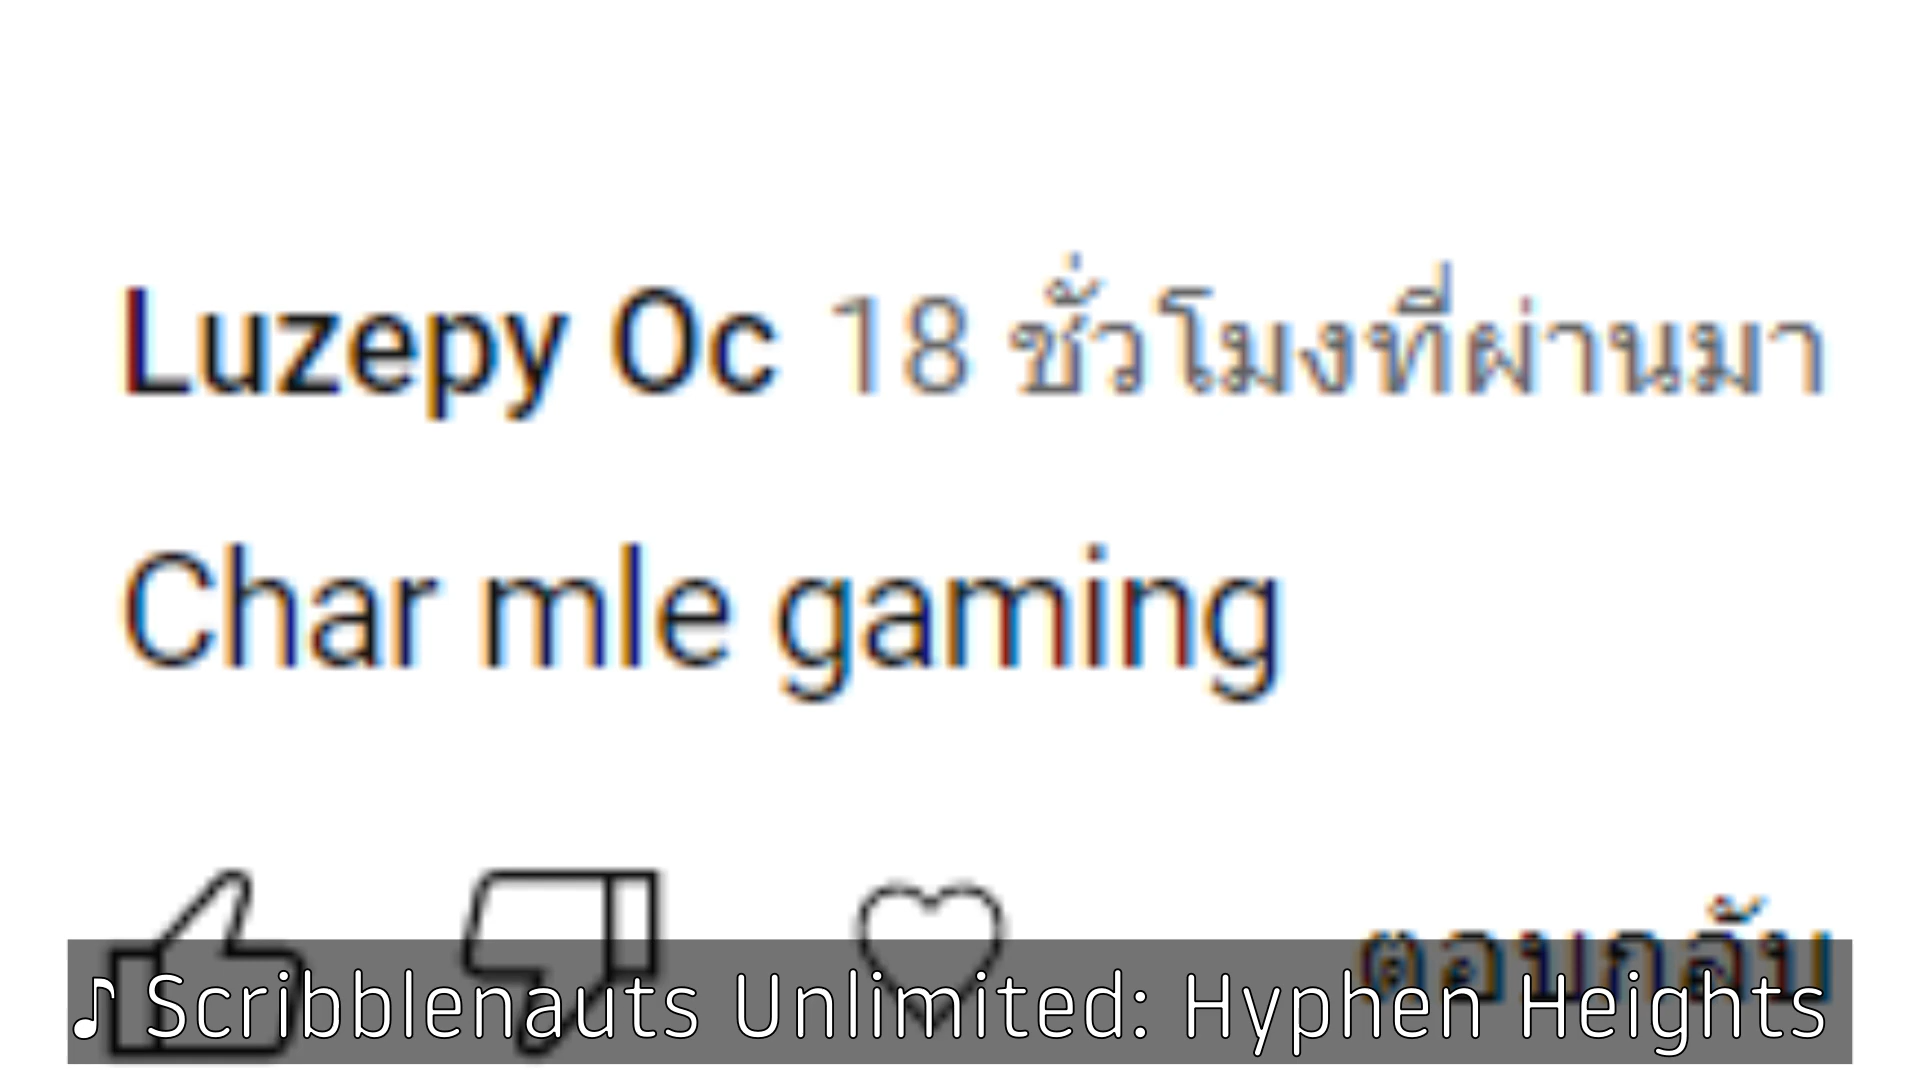 Luzepy Oc 18 ชั่วโมงที่ผ่านมา
Char mle gaming
ตอบกลับ
♪ Scribblenauts Unlimited: Hyphen Heights